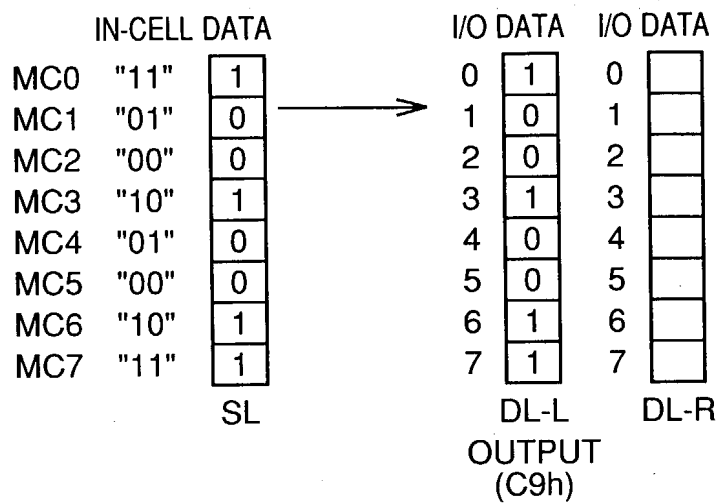 IN-CELL DATA I/O DATA I/O DATA
MC0 "11" 1 0 1 0
MC1 "01" 0 1 0 1
MC2 "00" 0 2 0 2
MC3 "10" 1 3 1 3
MC4 "01" 0 4 0 4
MC5 "00" 0 5 0 5
MC6 "10" 1 6 1 6
MC7 "11" 1 7 1 7
SL DL-L DL-R
OUTPUT
(C9h)